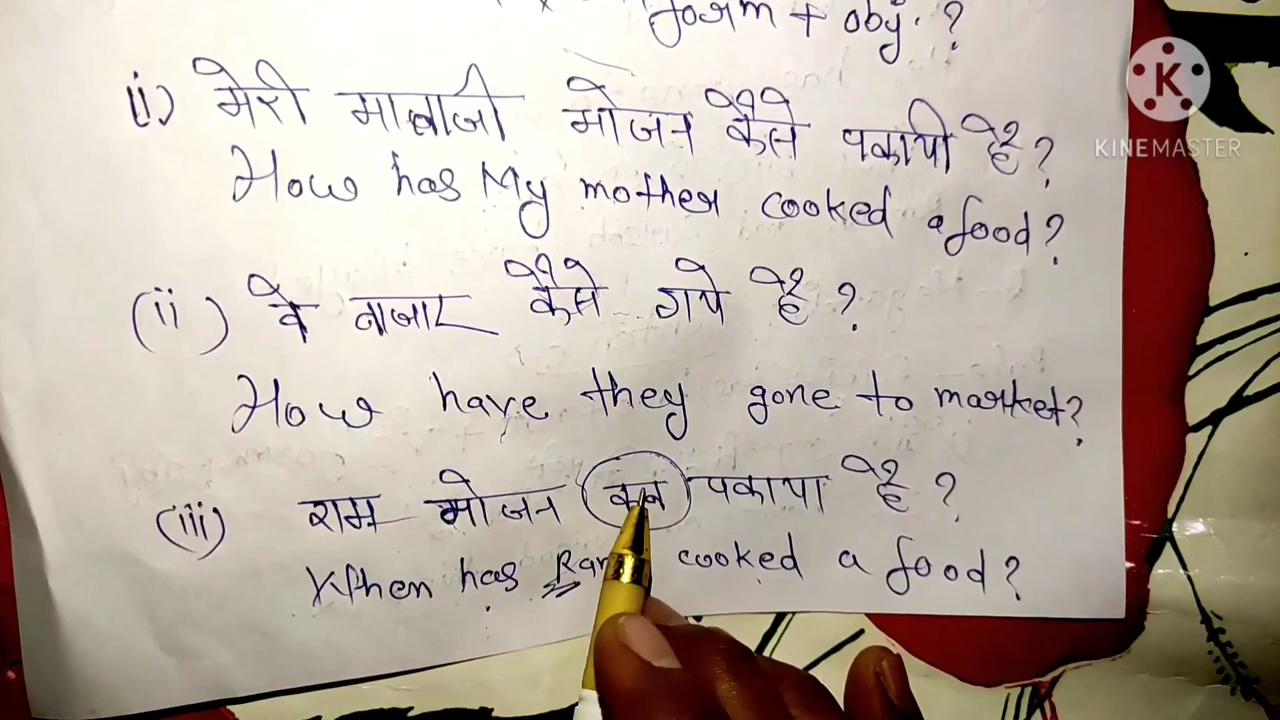 form + obj. ?
i) मेरी माताजी भोजन कैसे पकायी है ?
How has My mother cooked a food ?
(ii) वे बाजार कैसे गये है ?
How have they gone to market ?
(iii) राम भोजन कब पकाया है ?
When has Ram cooked a food ?
K
KINEMASTER